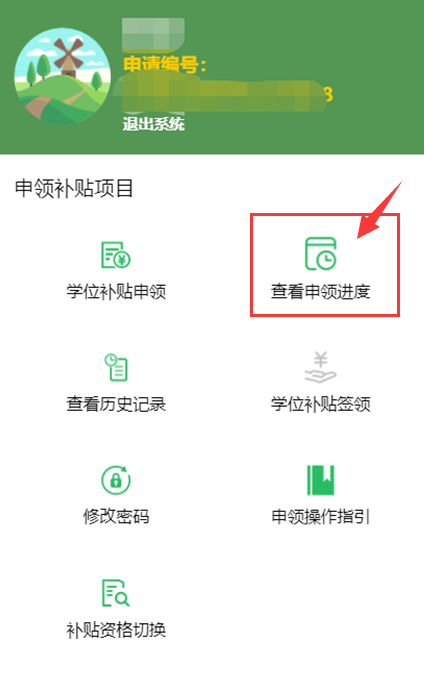 申请编号：
8
退出系统
申领补贴项目
学位补贴申领
查看申领进度
查看历史记录
学位补贴签领
修改密码
申领操作指引
补贴资格切换